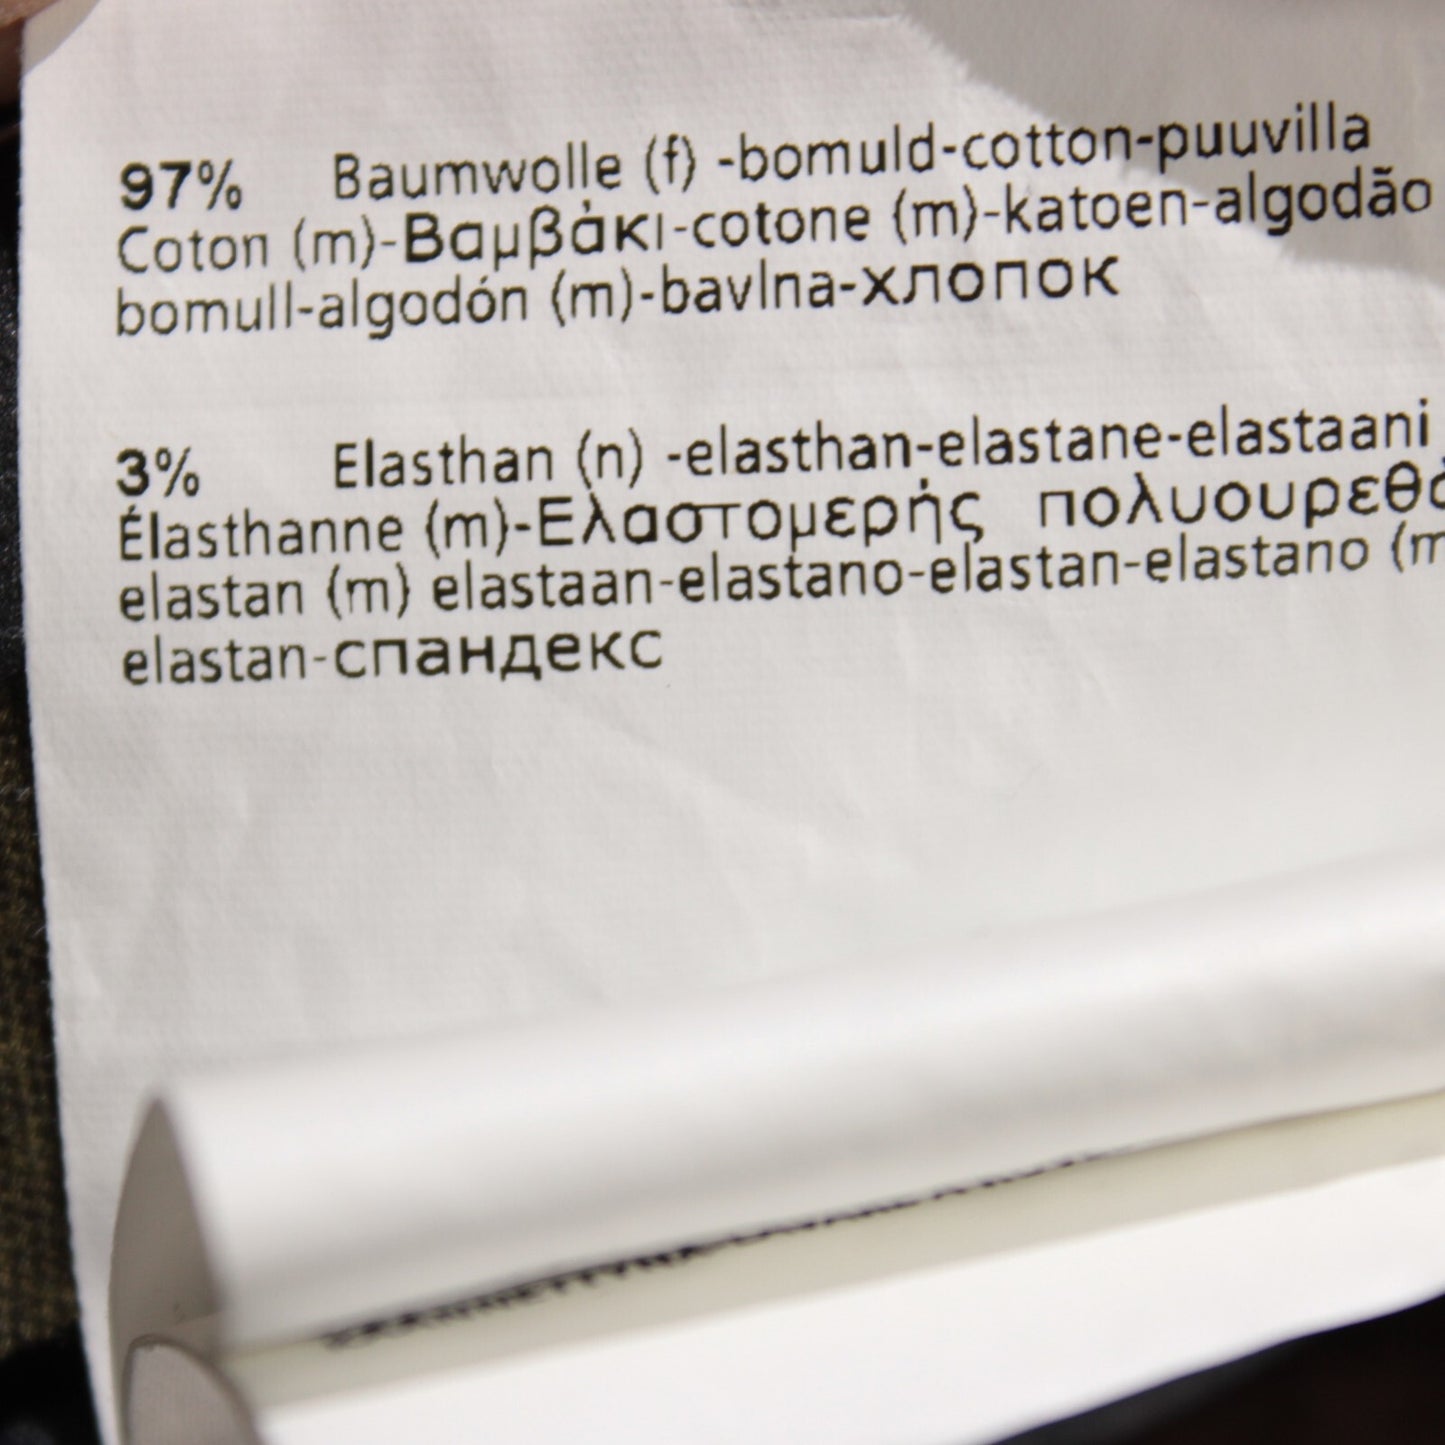 97% Baumwolle (f) -bomuld-cotton-puuvilla
Coton (m)-Βαμβάκι-cotone (m)-katoen-algodão
bomull-algodón (m)-bavlna-хлопок
3% Elasthan (n) -elasthan-elastane-elastaani
Élasthanne (m)-Ελαστομερής
elastan (m) elastaan-elastano-elastan-elastano
elastan-спандекс